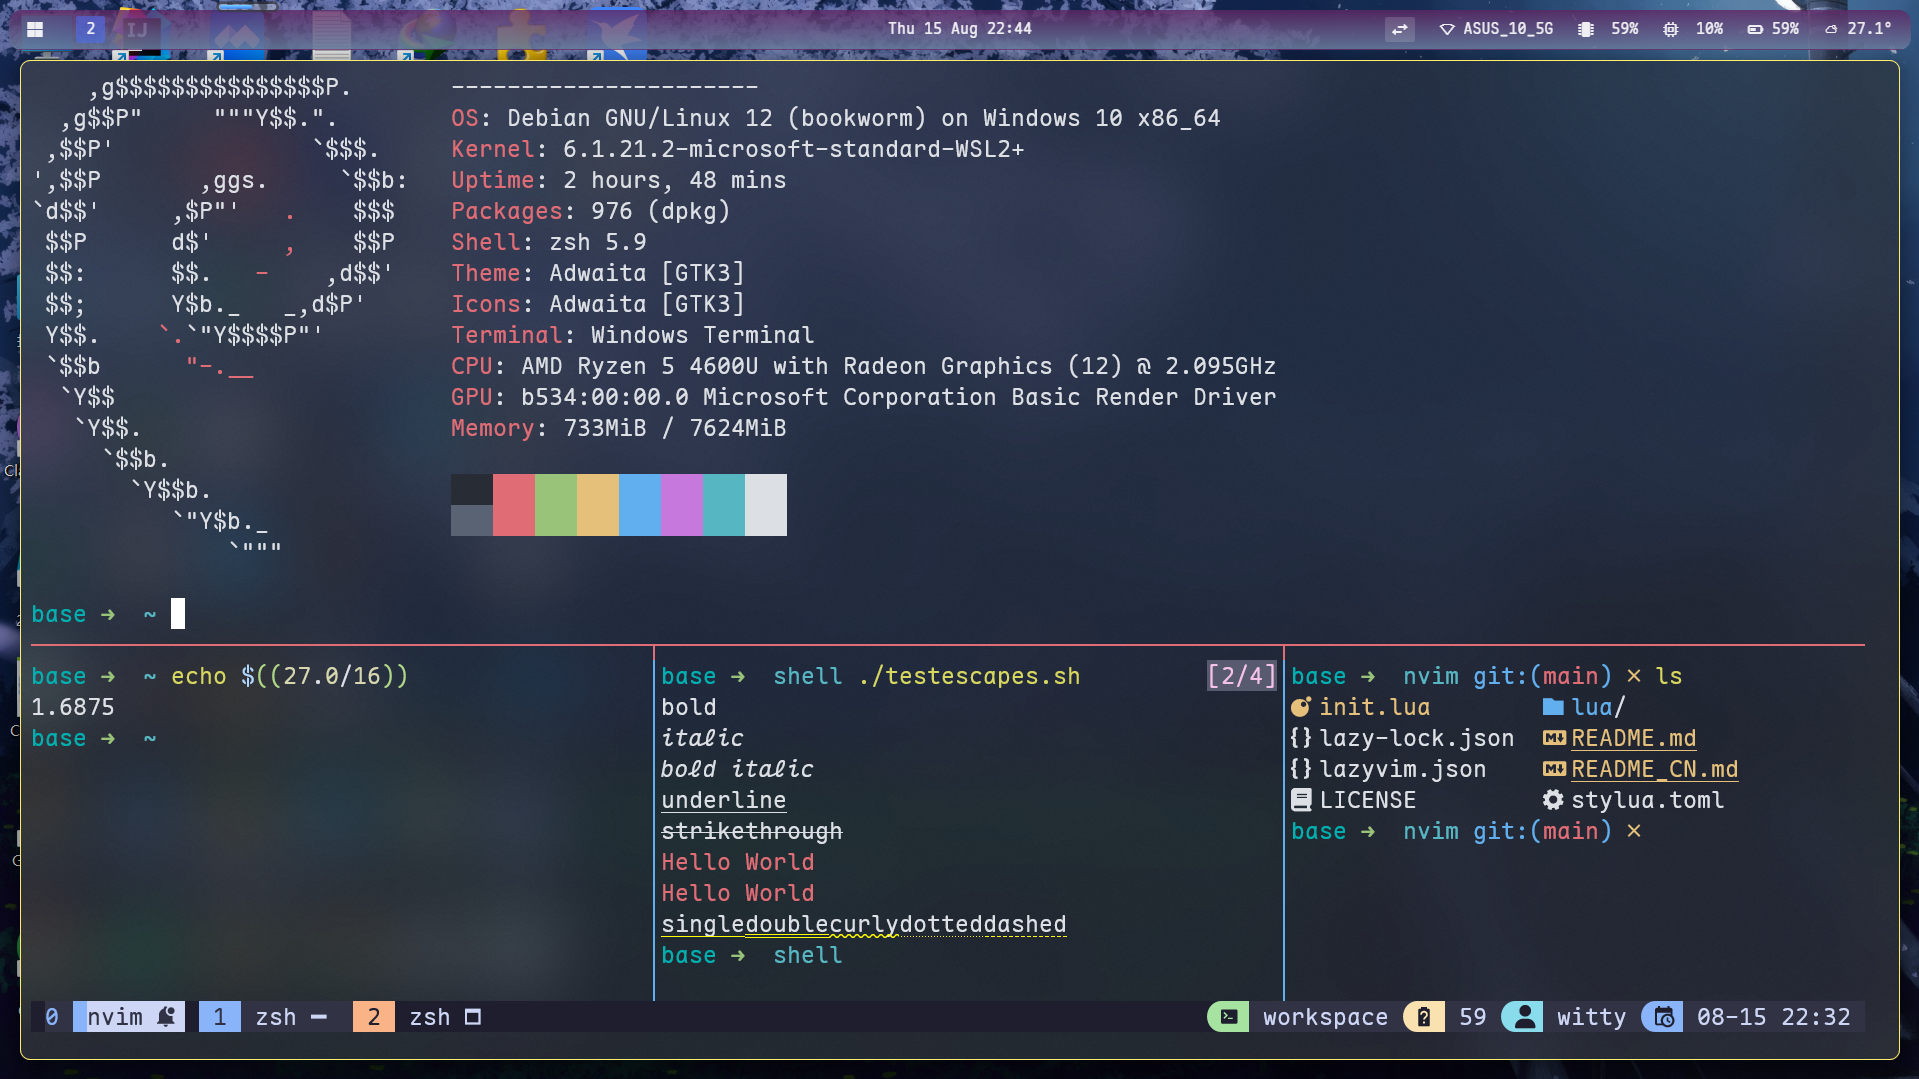 2 Thu 15 Aug 22:44 ASUS_10_5G 59% 10% 59% 27.1°
,g$$$$$$$$$$$$$$$P. ----------------------
,g$$P" """Y$$.". OS: Debian GNU/Linux 12 (bookworm) on Windows 10 x86_64
,$$P' `$$$. Kernel: 6.1.21.2-microsoft-standard-WSL2+
',$$P ,ggs. `$$b: Uptime: 2 hours, 48 mins
`d$$' ,$P"' . $$$ Packages: 976 (dpkg)
$$P d$' , $$P Shell: zsh 5.9
$$: $$. - ,d$$' Theme: Adwaita [GTK3]
$$; Y$b._ _,d$P' Icons: Adwaita [GTK3]
Y$$. `.`"Y$$$$P"' Terminal: Windows Terminal
`$$b "-.__ CPU: AMD Ryzen 5 4600U with Radeon Graphics (12) @ 2.095GHz
`Y$$ GPU: b534:00:00.0 Microsoft Corporation Basic Render Driver
`Y$$. Memory: 733MiB / 7624MiB
`$$b.
`Y$$b.
`"Y$b._
`"""
base ➜ ~
base ➜ ~ echo $((27.0/16))
1.6875
base ➜ ~
base ➜ shell ./testescapes.sh [2/4]
bold
italic
bold italic
underline
strikethrough
Hello World
Hello World
singledoublecurlydotteddashed
base ➜ shell
base ➜ nvim git:(main) × ls
init.lua lua/
{} lazy-lock.json README.md
{} lazyvim.json README_CN.md
LICENSE stylua.toml
base ➜ nvim git:(main) ×
0 nvim 1 zsh 2 zsh workspace 59 witty 08-15 22:32